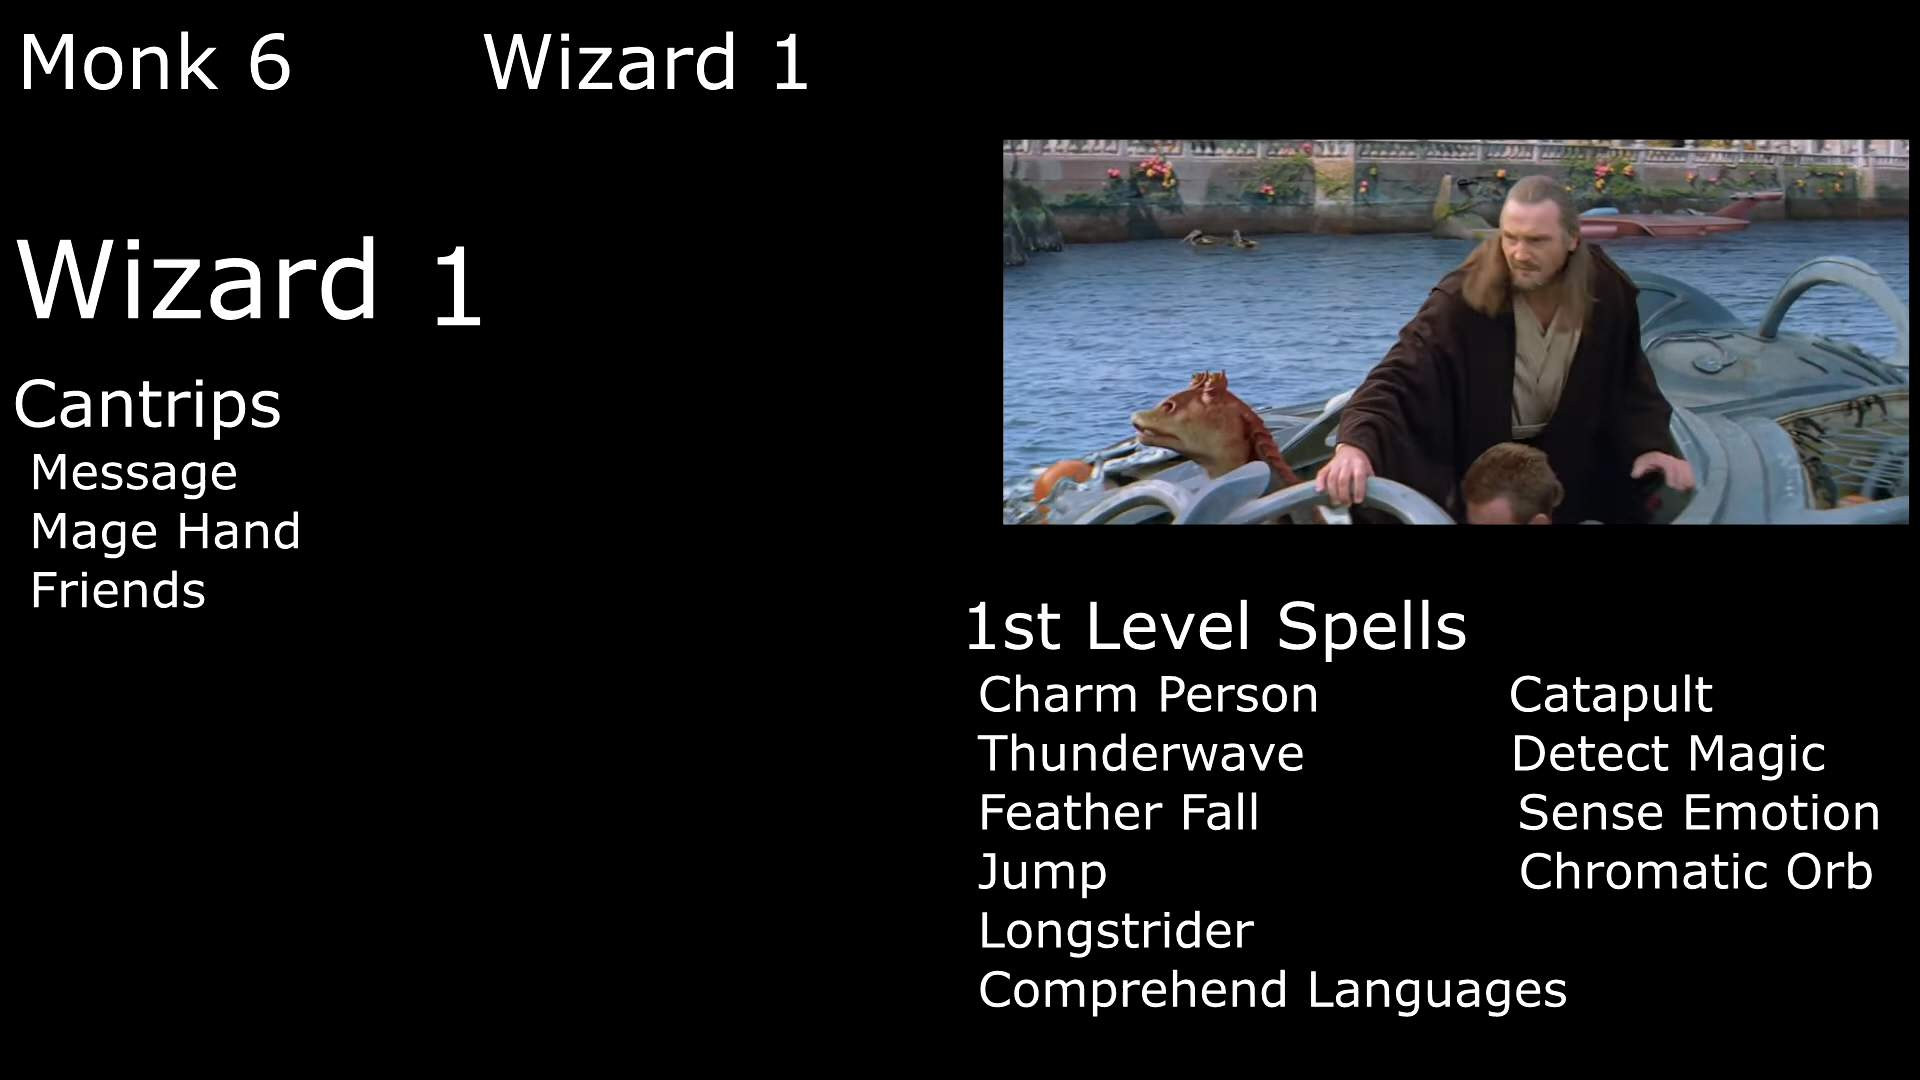 Monk 6 Wizard 1
Wizard 1
Cantrips
Message
Mage Hand
Friends
1st Level Spells
Charm Person Catapult
Thunderwave Detect Magic
Feather Fall Sense Emotion
Jump Chromatic Orb
Longstrider
Comprehend Languages